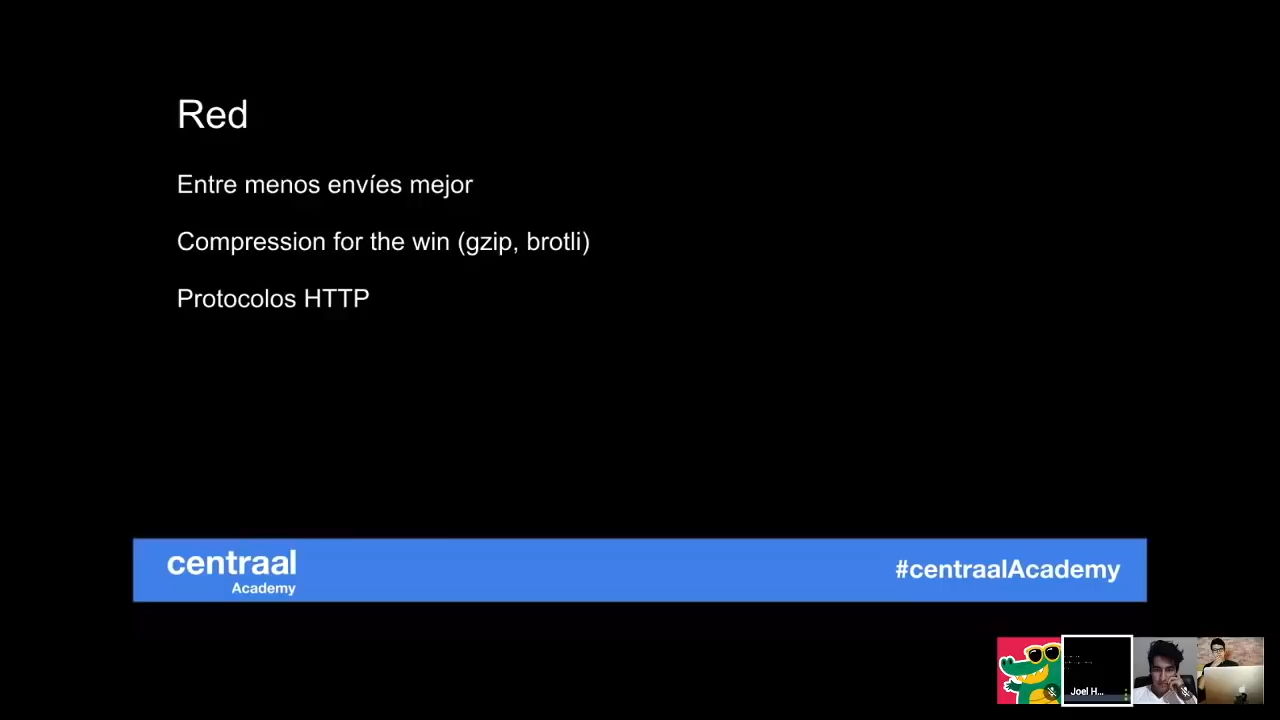 Red
Entre menos envíes mejor
Compression for the win (gzip, brotli)
Protocolos HTTP
centraal
Academy
#centraalAcademy
Joel H...